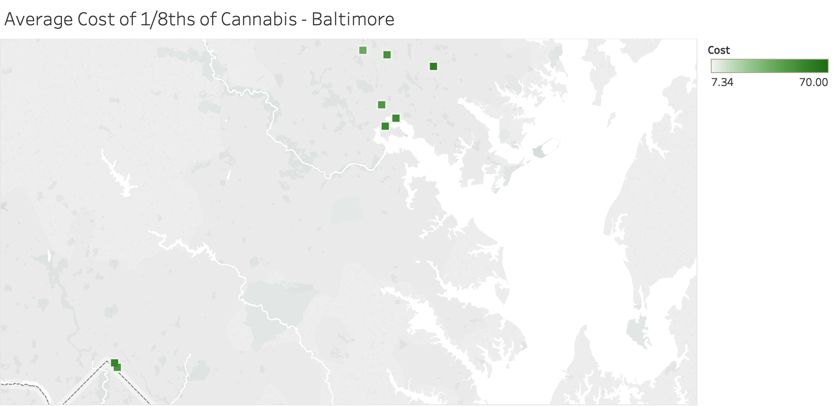 Average Cost of 1/8ths of Cannabis - Baltimore
Cost
7.34 70.00